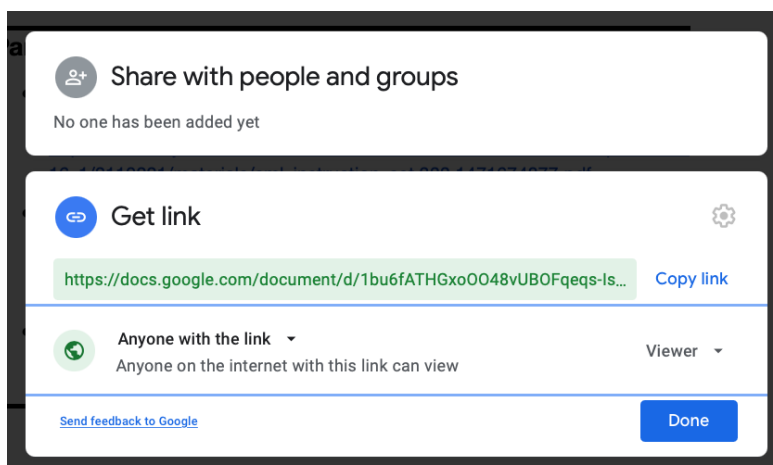 Pa
Share with people and groups
No one has been added yet
Get link
https://docs.google.com/document/d/1bu6fATHGxoOO48vUBOFqeqs-Is...
Copy link
Anyone with the link
Anyone on the internet with this link can view
Viewer
Send feedback to Google
Done